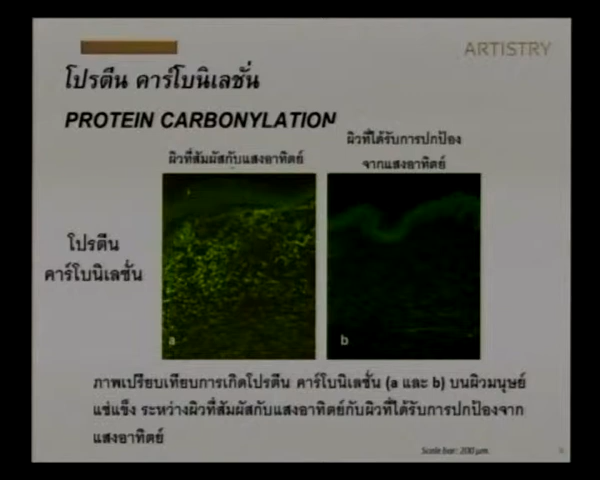 ARTISTRY
โปรตีน คาร์โบนิเลชั่น
PROTEIN CARBONYLATION
ผิวที่สัมผัสกับแสงอาทิตย์
ผิวที่ได้รับการปกป้อง
จากแสงอาทิตย์
โปรตีน
คาร์โบนิเลชั่น
a
b
ภาพเปรียบเทียบการเกิดโปรตีน คาร์โบนิเลชั่น (a และ b) บนผิวมนุษย์
แช่แข็ง ระหว่างผิวที่สัมผัสกับแสงอาทิตย์กับผิวที่ได้รับการปกป้องจาก
แสงอาทิตย์
Scale bar: 200 μm.